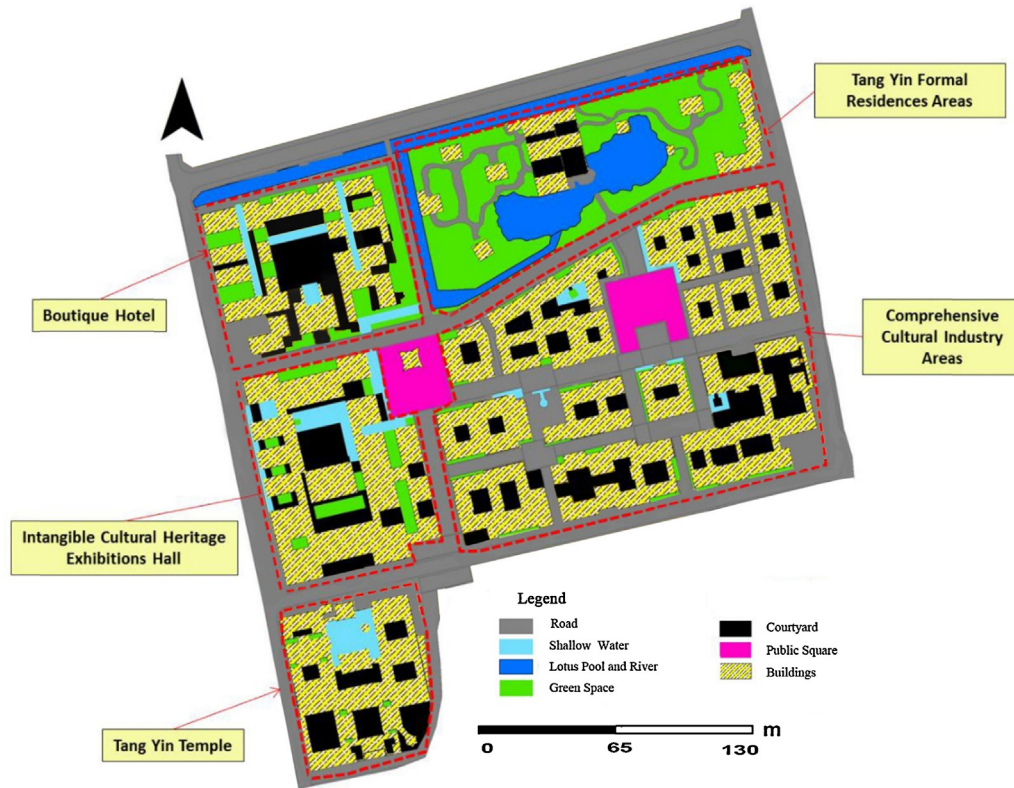 Tang Yin Formal
Residences Areas
Boutique Hotel
Comprehensive
Cultural Industry
Areas
Intangible Cultural Heritage
Exhibitions Hall
Tang Yin Temple
Legend
Road
Shallow Water
Lotus Pool and River
Green Space
Courtyard
Public Square
Buildings
m
0 65 130